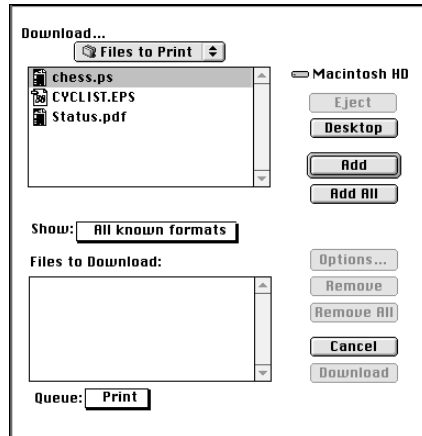 Download...
Files to Print
chess.ps
CYCLIST.EPS
Status.pdf
Macintosh HD
Eject
Desktop
Add
Add All
Show: All known formats
Files to Download:
Options...
Remove
Remove All
Cancel
Download
Queue: Print